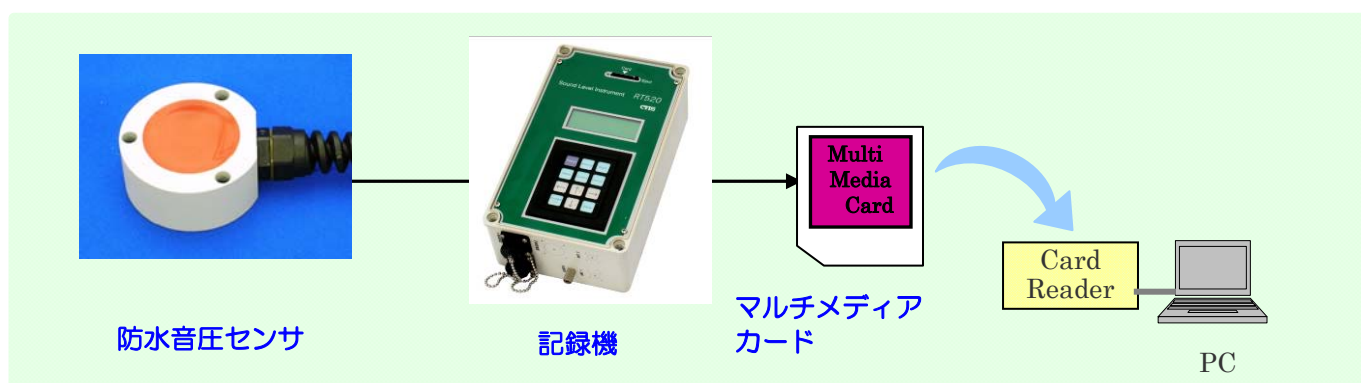 Sound Level Instrument RT520
Multi
Media
Card
Card
Reader
防水音圧センサ
記録機
マルチメディア
カード
PC